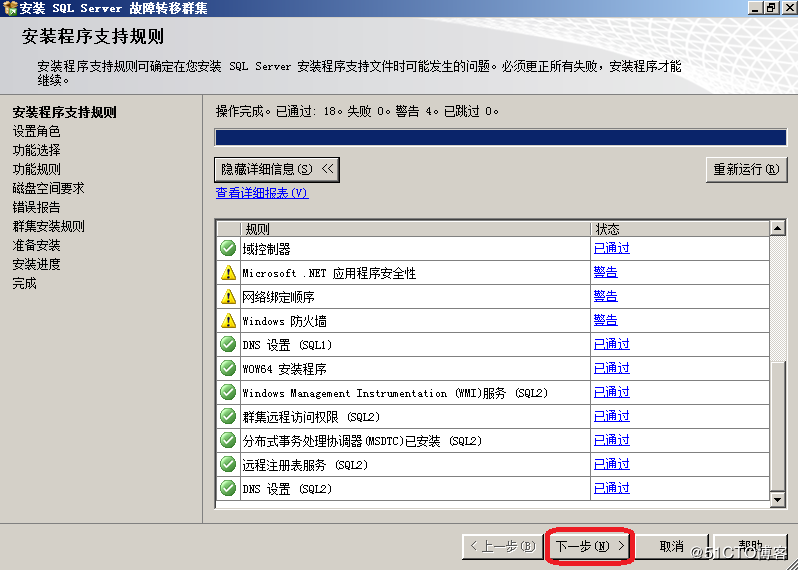 安装 SQL Server 故障转移群集
安装程序支持规则
安装程序支持规则可确定在您安装 SQL Server 安装程序支持文件时可能发生的问题。必须更正所有失败，安装程序才能
继续。
安装程序支持规则
设置角色
功能选择
功能规则
磁盘空间要求
错误报告
群集安装规则
准备安装
安装进度
完成
操作完成。已通过: 18。失败 0。警告 4。已跳过 0。
隐藏详细信息(S) <<
重新运行(R)
查看详细报表(V)
规则 状态
域控制器 已通过
Microsoft .NET 应用程序安全性 警告
网络绑定顺序 警告
Windows 防火墙 警告
DNS 设置 (SQL1) 已通过
WOW64 安装程序 已通过
Windows Management Instrumentation (WMI)服务 (SQL2) 已通过
群集远程访问权限 (SQL2) 已通过
分布式事务处理协调器(MSDTC)已安装 (SQL2) 已通过
远程注册表服务 (SQL2) 已通过
DNS 设置 (SQL2) 已通过
< 上一步(B) 下一步(N) > 取消 帮助
@51CTO博客